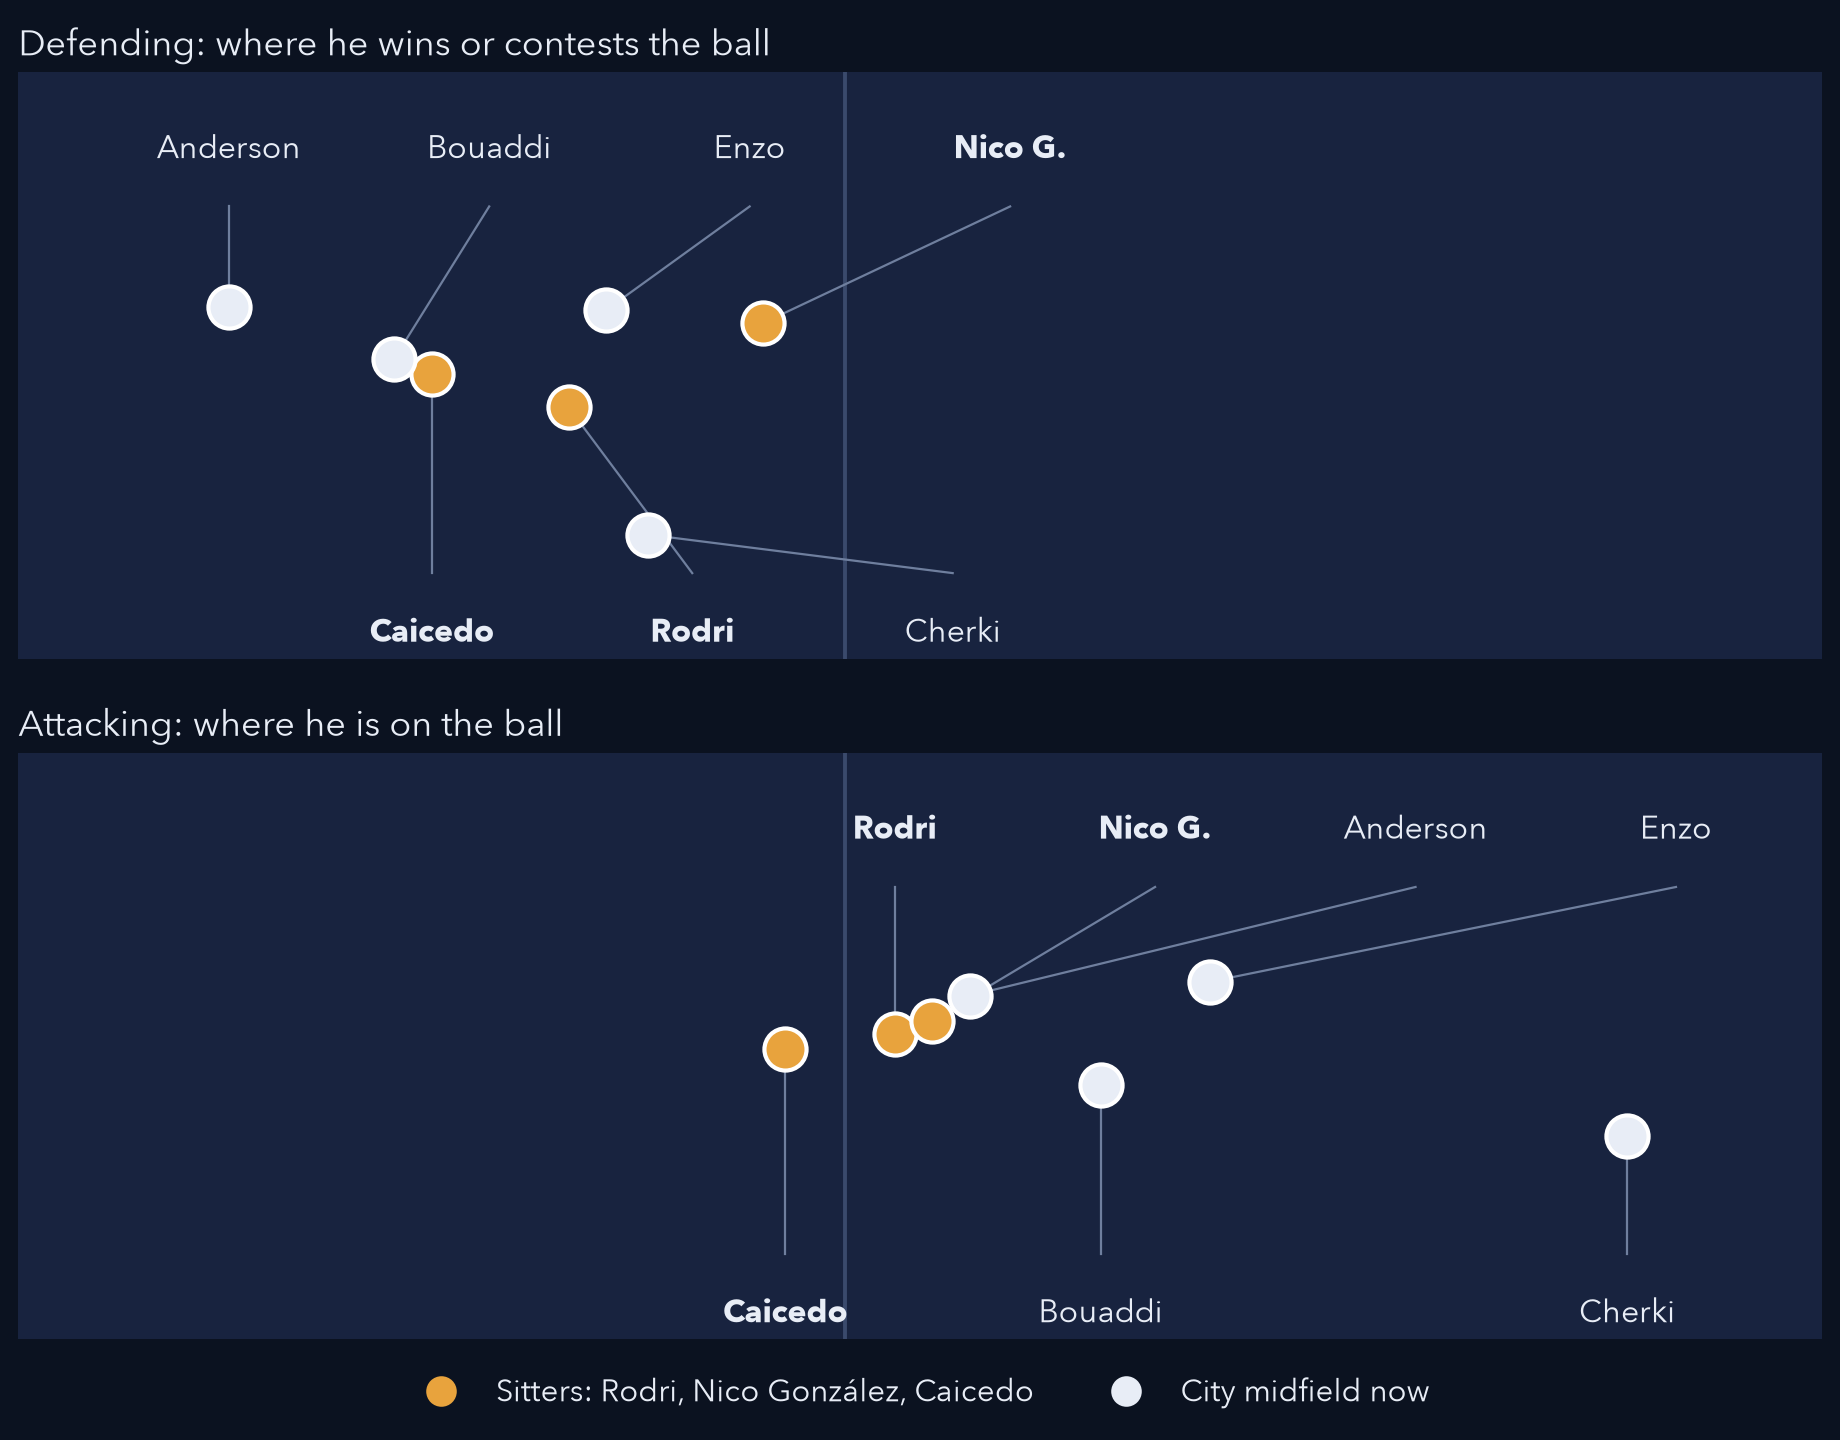 Defending: where he wins or contests the ball
Anderson Bouaddi Enzo Nico G.
Caicedo Rodri Cherki
Attacking: where he is on the ball
Rodri Nico G. Anderson Enzo
Caicedo Bouaddi Cherki
Sitters: Rodri, Nico González, Caicedo City midfield now